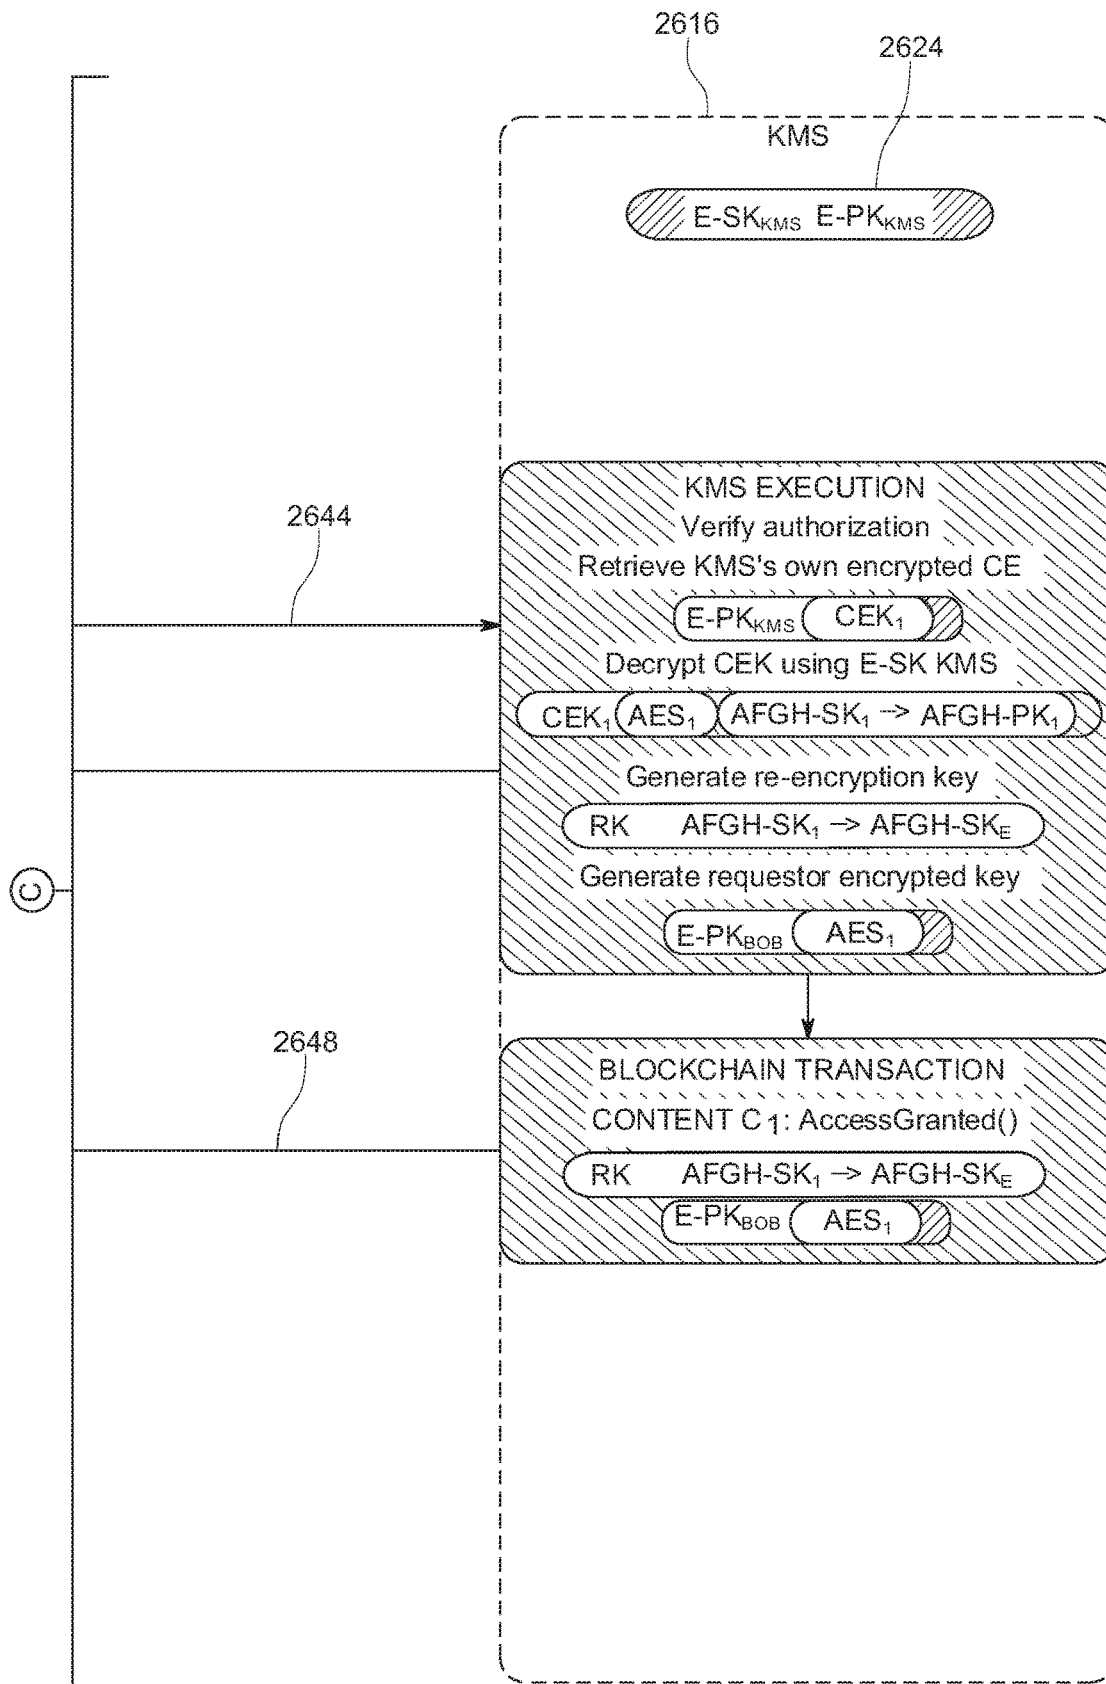 2616
2624
KMS
E-SKKMS E-PKKMS
2644
KMS EXECUTION
Verify authorization
Retrieve KMS's own encrypted CE
E-PKKMS CEK1
Decrypt CEK using E-SK KMS
CEK1 AES1 AFGH-SK1 -> AFGH-PK1
Generate re-encryption key
RK AFGH-SK1 -> AFGH-SKE
Generate requestor encrypted key
E-PKBOB AES1
C
2648
BLOCKCHAIN TRANSACTION
CONTENT C1: AccessGranted()
RK AFGH-SK1 -> AFGH-SKE
E-PKBOB AES1